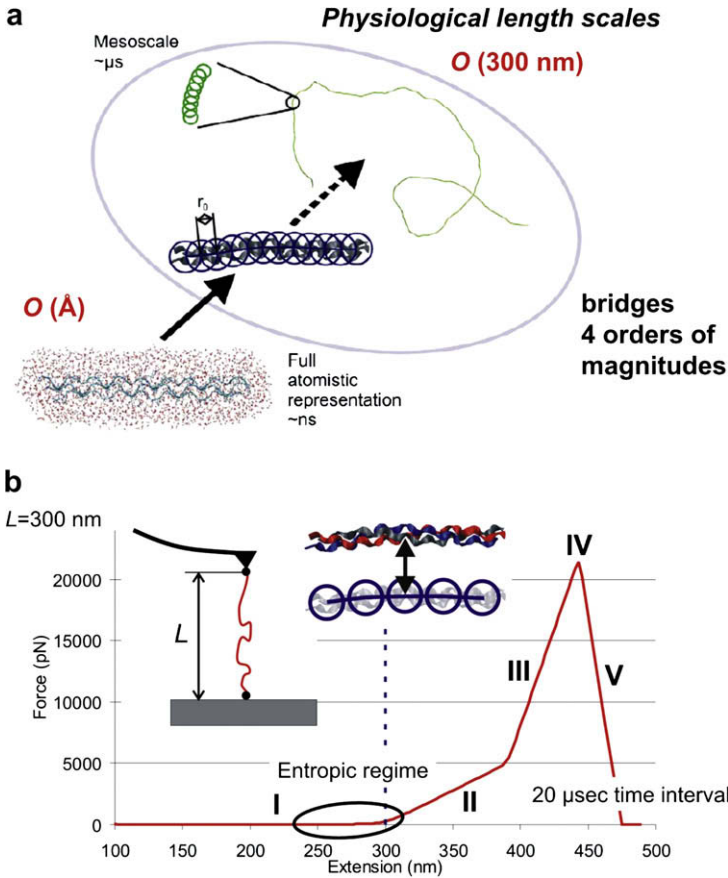 a
Physiological length scales
Mesoscale
~µs
O (300 nm)
r0
O (Å)
bridges
4 orders of
magnitudes
Full
atomistic
representation
~ns
b
L=300 nm
IV
20000
L
15000
III
V
Force (pN)
10000
5000
Entropic regime
I
II
20 µsec time interval
0
100
150
200
250
300
350
400
450
500
Extension (nm)